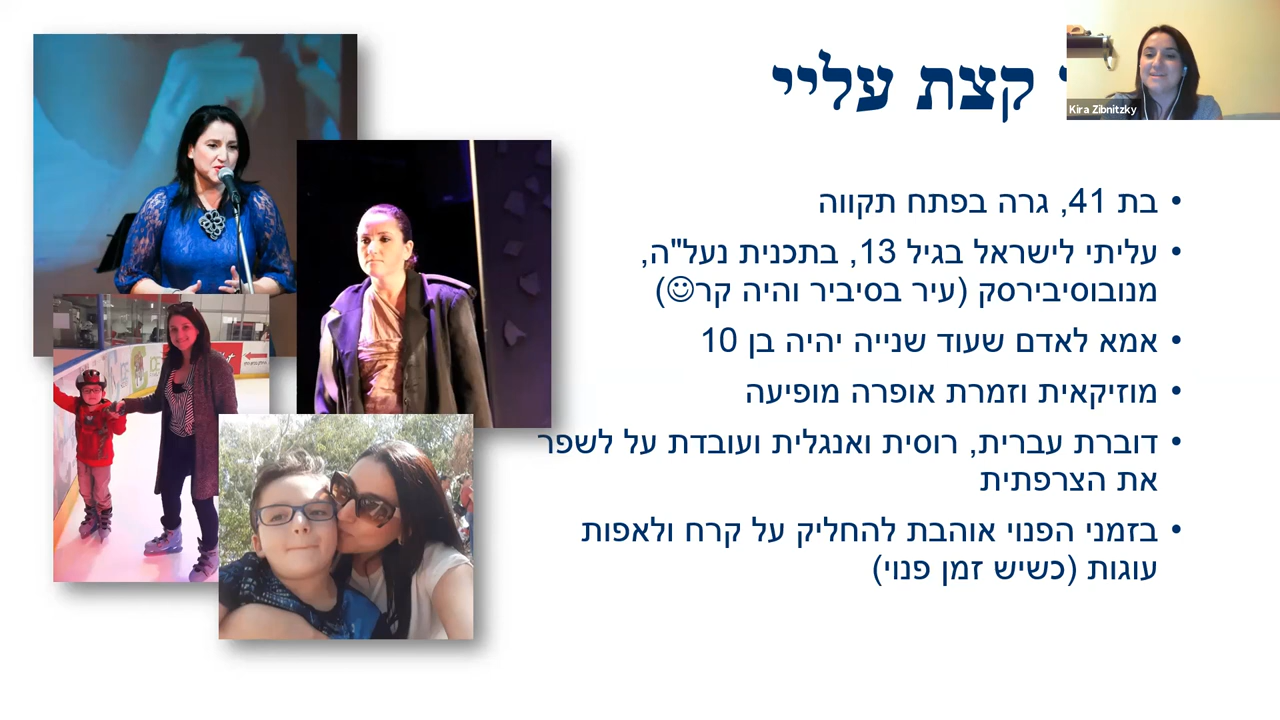 קצת עליי
Kira Zibnitzky
בת 41, גרה בפתח תקווה
עליתי לישראל בגיל 13, בתכנית נעל"ה,
מנובוסיבירסק (עיר בסיביר והיה קר☺)
אמא לאדם שעוד שנייה יהיה בן 10
מוזיקאית וזמרת אופרה מופיעה
דוברת עברית, רוסית ואנגלית ועובדת על לשפר
את הצרפתית
בזמני הפנוי אוהבת להחליק על קרח ולאפות
עוגות (כשיש זמן פנוי)